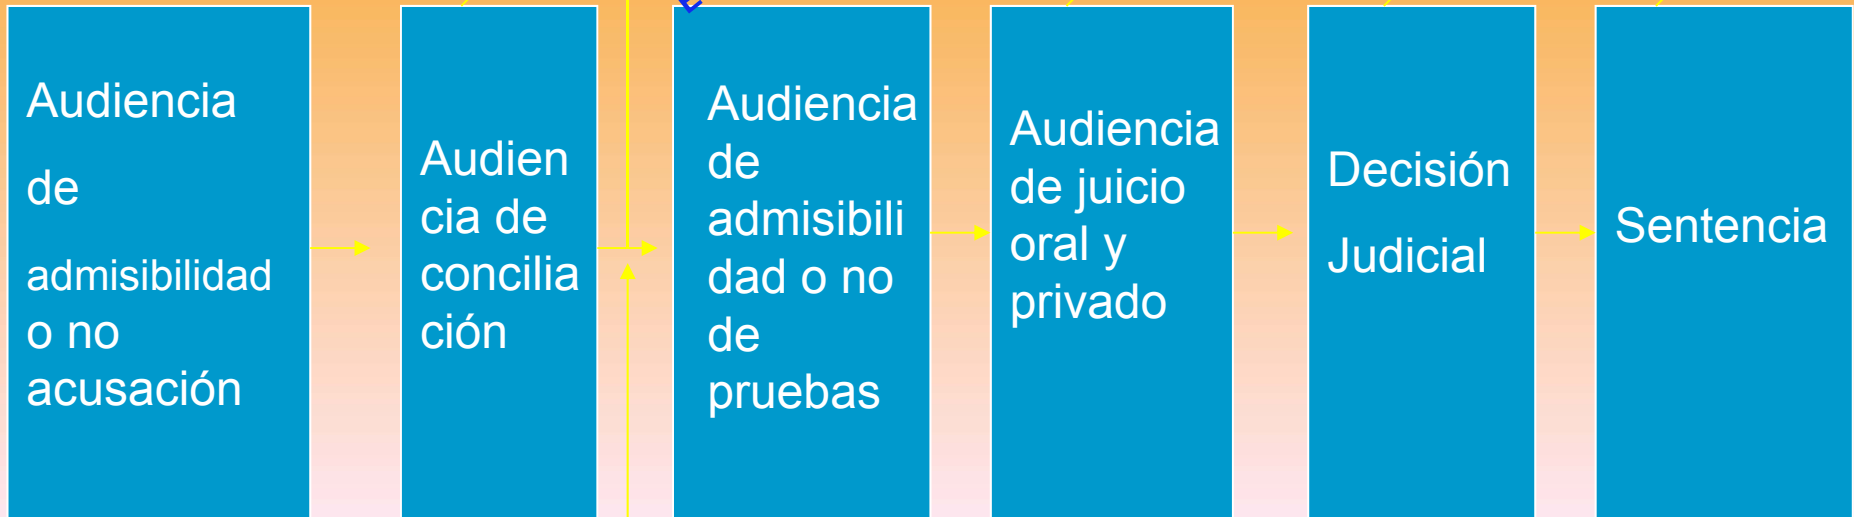 Audiencia
de
admisibilidad
o no
acusación
Audien
cia de
concilia
ción
Audiencia
de
admisibili
dad o no
de
pruebas
Audiencia
de juicio
oral y
privado
Decisión
Judicial
Sentencia